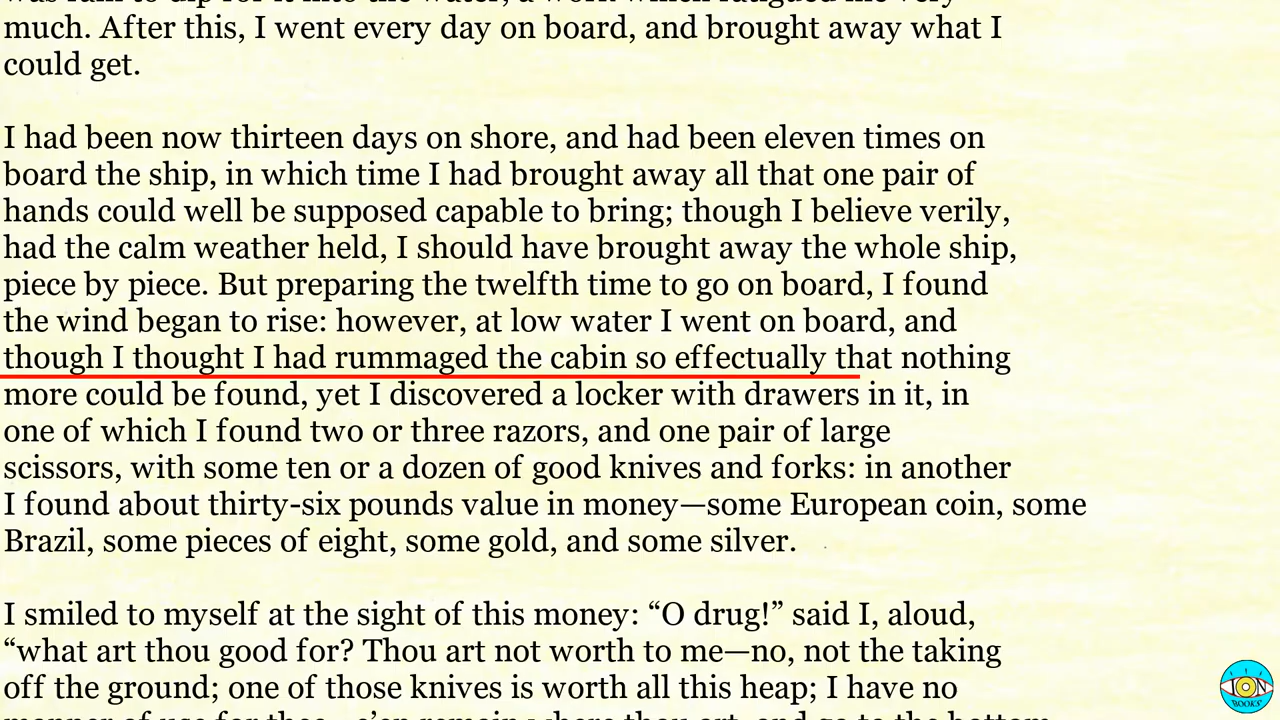 much. After this, I went every day on board, and brought away what I
could get.
I had been now thirteen days on shore, and had been eleven times on
board the ship, in which time I had brought away all that one pair of
hands could well be supposed capable to bring; though I believe verily,
had the calm weather held, I should have brought away the whole ship,
piece by piece. But preparing the twelfth time to go on board, I found
the wind began to rise: however, at low water I went on board, and
though I thought I had rummaged the cabin so effectually that nothing
more could be found, yet I discovered a locker with drawers in it, in
one of which I found two or three razors, and one pair of large
scissors, with some ten or a dozen of good knives and forks: in another
I found about thirty-six pounds value in money—some European coin, some
Brazil, some pieces of eight, some gold, and some silver.
I smiled to myself at the sight of this money: “O drug!” said I, aloud,
“what art thou good for? Thou art not worth to me—no, not the taking
off the ground; one of those knives is worth all this heap; I have no
ION
BOOKS